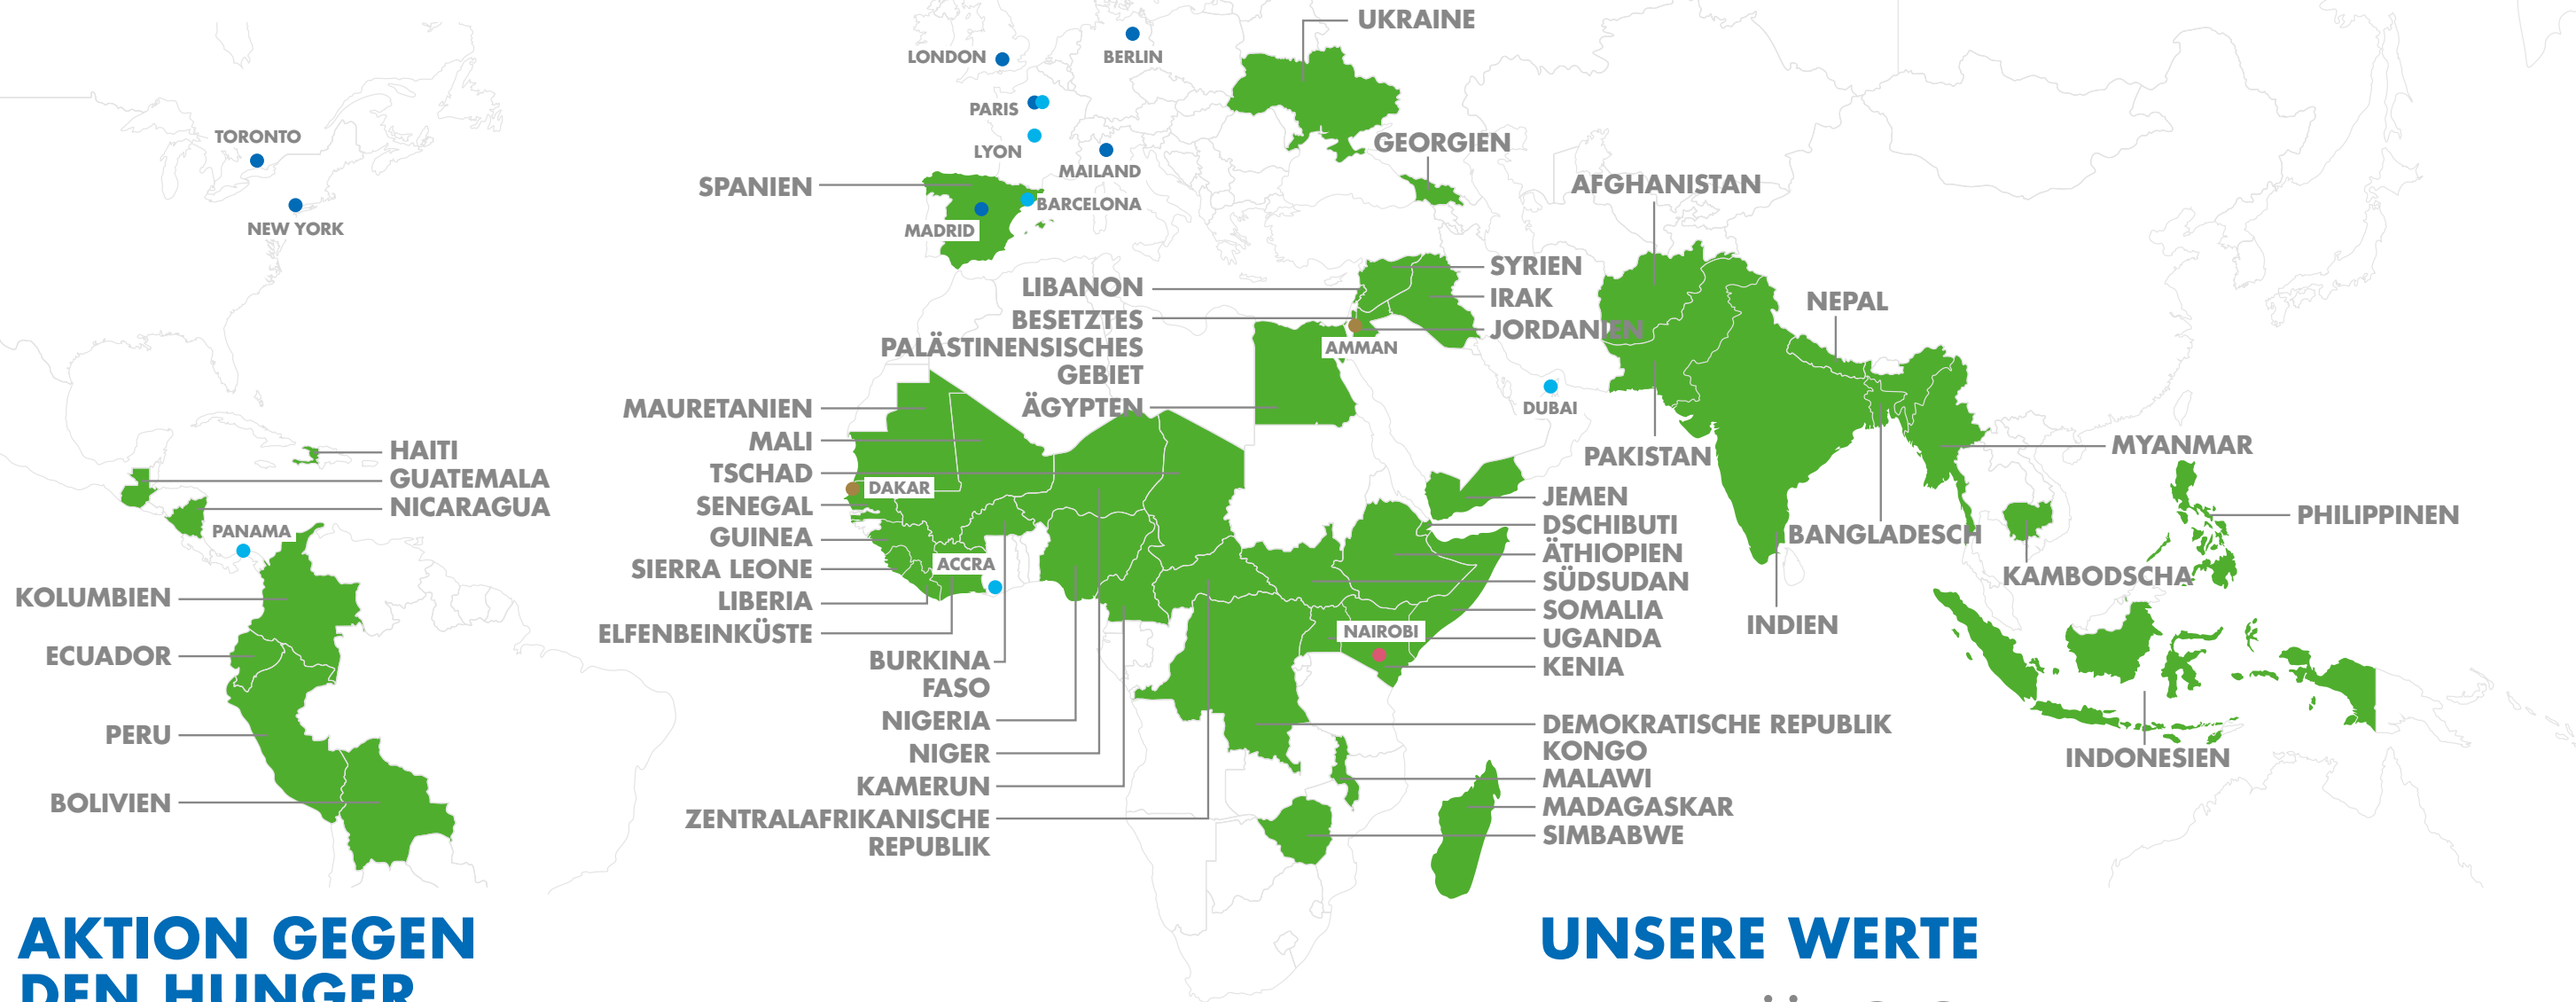 UKRAINE
LONDON
BERLIN
PARIS
LYON
MAILAND
TORONTO
NEW YORK
SPANIEN
BARCELONA
MADRID
GEORGIEN
AFGHANISTAN
SYRIEN
LIBANON
IRAK
BESETZTES
PALÄSTINENSISCHES
GEBIET
JORDANIEN
AMMAN
NEPAL
ÄGYPTEN
DUBAI
PAKISTAN
MYANMAR
PHILIPPINEN
BANGLADESCH
KAMBODSCHA
INDIEN
INDONESIEN
HAITI
GUATEMALA
NICARAGUA
PANAMA
KOLUMBIEN
ECUADOR
PERU
BOLIVIEN
MAURETANIEN
MALI
TSCHAD
DAKAR
SENEGAL
GUINEA
SIERRA LEONE
ACCRA
LIBERIA
ELFENBEINKÜSTE
BURKINA
FASO
NIGERIA
NIGER
KAMERUN
ZENTRALAFRIKANISCHE
REPUBLIK
JEMEN
DSCHIBUTI
ÄTHIOPIEN
SÜDSUDAN
SOMALIA
NAIROBI
UGANDA
KENIA
DEMOKRATISCHE REPUBLIK
KONGO
MALAWI
MADAGASKAR
SIMBABWE
AKTION GEGEN
DEN HUNGER
UNSERE WERTE